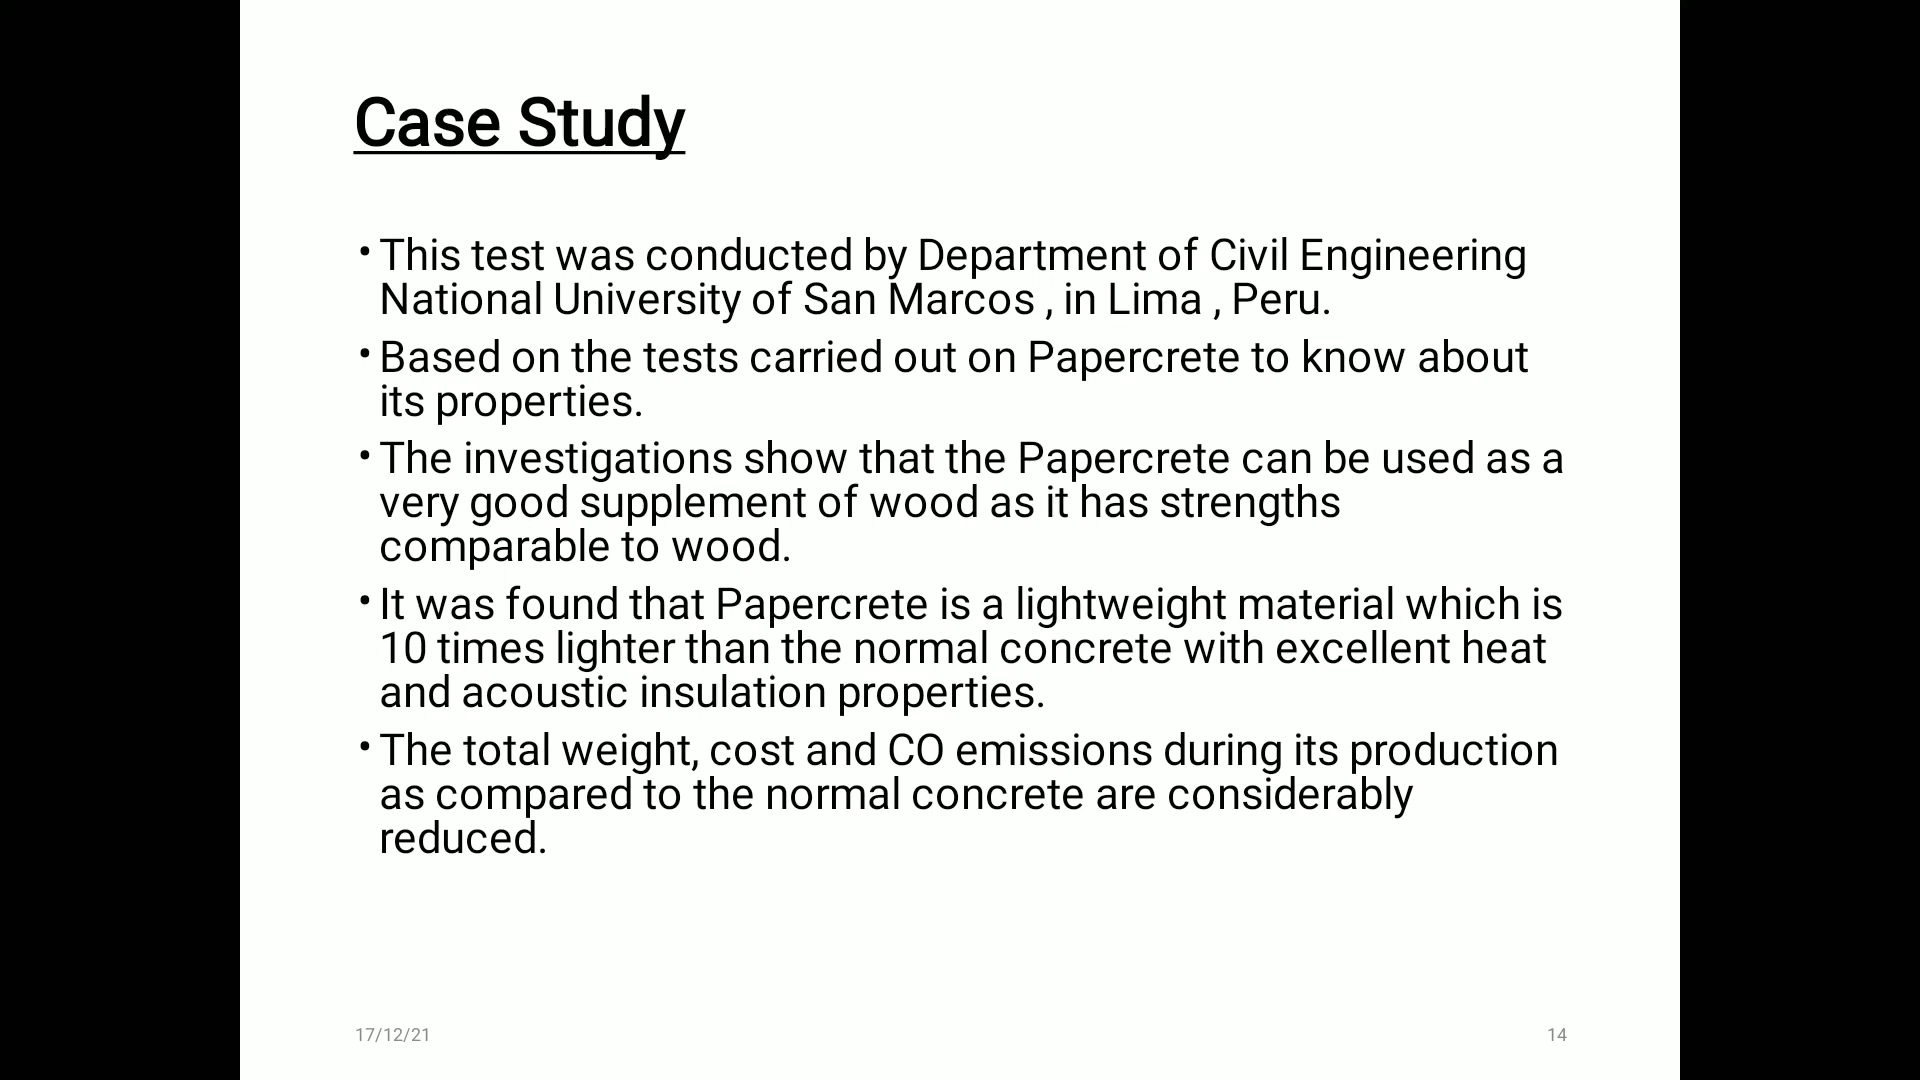 Case Study
• This test was conducted by Department of Civil Engineering
National University of San Marcos , in Lima , Peru.
• Based on the tests carried out on Papercrete to know about
its properties.
• The investigations show that the Papercrete can be used as a
very good supplement of wood as it has strengths
comparable to wood.
• It was found that Papercrete is a lightweight material which is
10 times lighter than the normal concrete with excellent heat
and acoustic insulation properties.
• The total weight, cost and CO emissions during its production
as compared to the normal concrete are considerably
reduced.
17/12/21
14